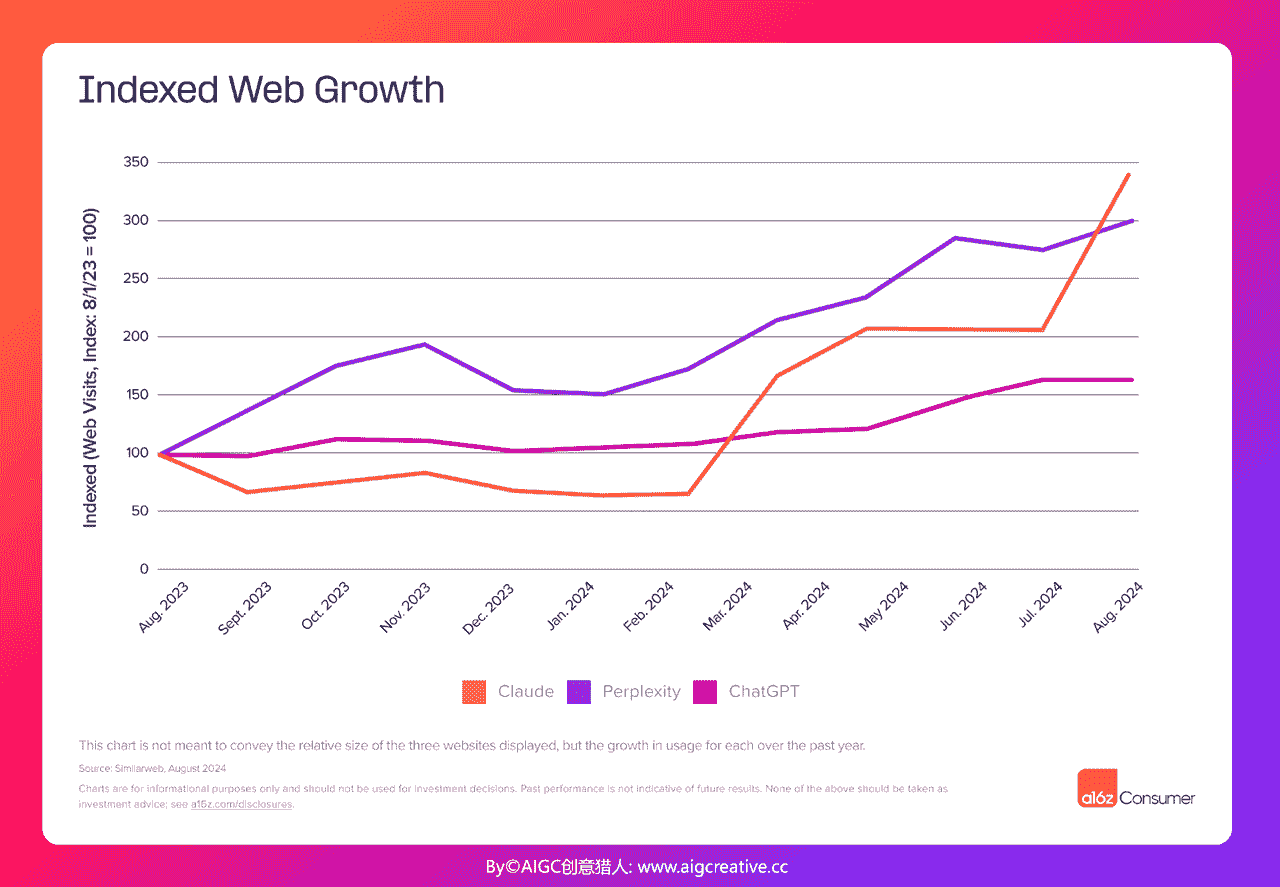 Indexed Web Growth
Indexed (Web Visits, Index: 8/1/23 = 100)
350
300
250
200
150
100
50
0
Aug. 2023
Sept. 2023
Oct. 2023
Nov. 2023
Dec. 2023
Jan. 2024
Feb. 2024
Mar. 2024
Apr. 2024
May 2024
Jun. 2024
Jul. 2024
Aug. 2024
Claude
Perplexity
ChatGPT
This chart is not meant to convey the relative size of the three websites displayed, but the growth in usage for each over the past year.
Source: Similarweb, August 2024
Charts are for informational purposes only and should not be used for investment decisions. Past performance is not indicative of future results. None of the above should be taken as
investment advice; see a16z.com/disclosures.
a16z Consumer
By©AIGC创意猎人: www.aigcreative.cc